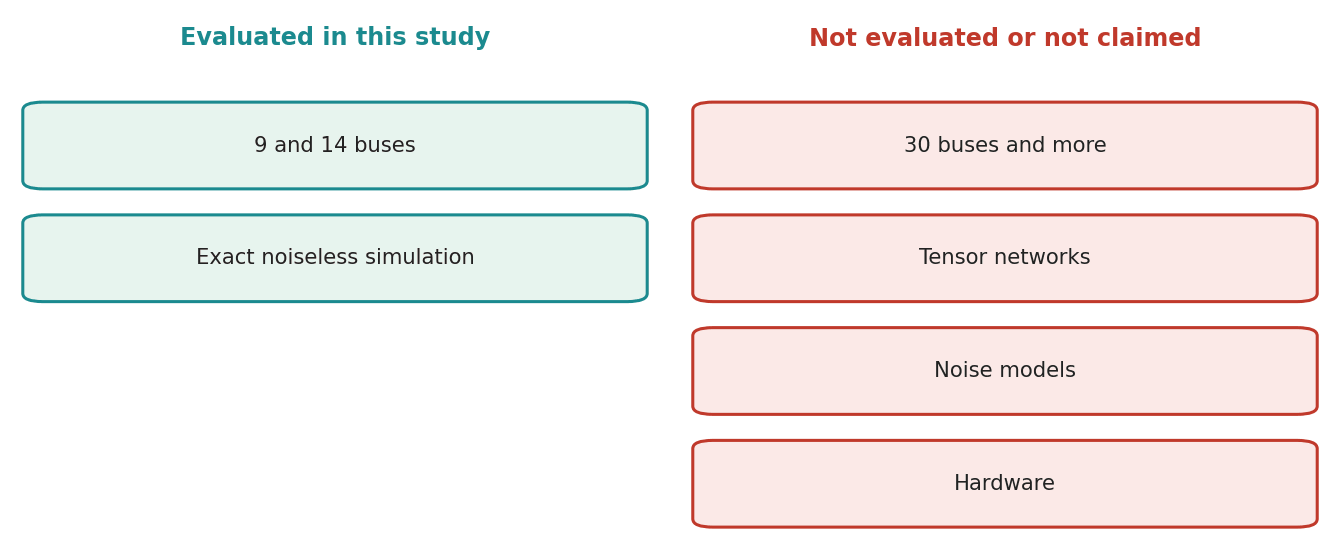 Evaluated in this study
9 and 14 buses
Exact noiseless simulation
Not evaluated or not claimed
30 buses and more
Tensor networks
Noise models
Hardware